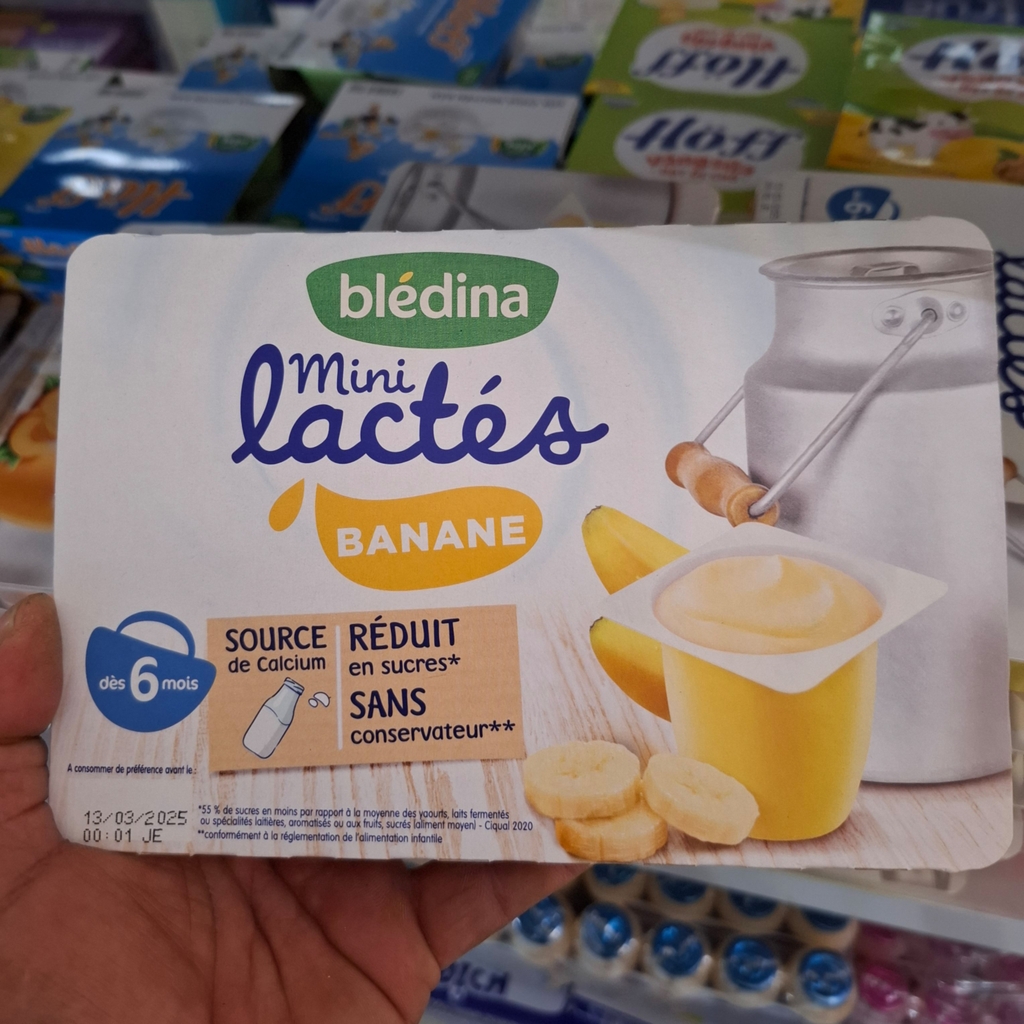 blédina
Mini
lactés
BANANE
dès 6 mois
SOURCE
de Calcium
RÉDUIT
en sucres*
SANS
conservateur**
A consommer de préférence avant le:
13/03/2025
00:01 JE
*55 % de sucres en moins par rapport à la moyenne des yaourts, laits fermentés
ou spécialités laitières, aromatisés ou aux fruits, sucrés (aliment moyen) - Ciqual 2020
**conformément à la réglementation de l'alimentation infantile
Hoff
Hoff